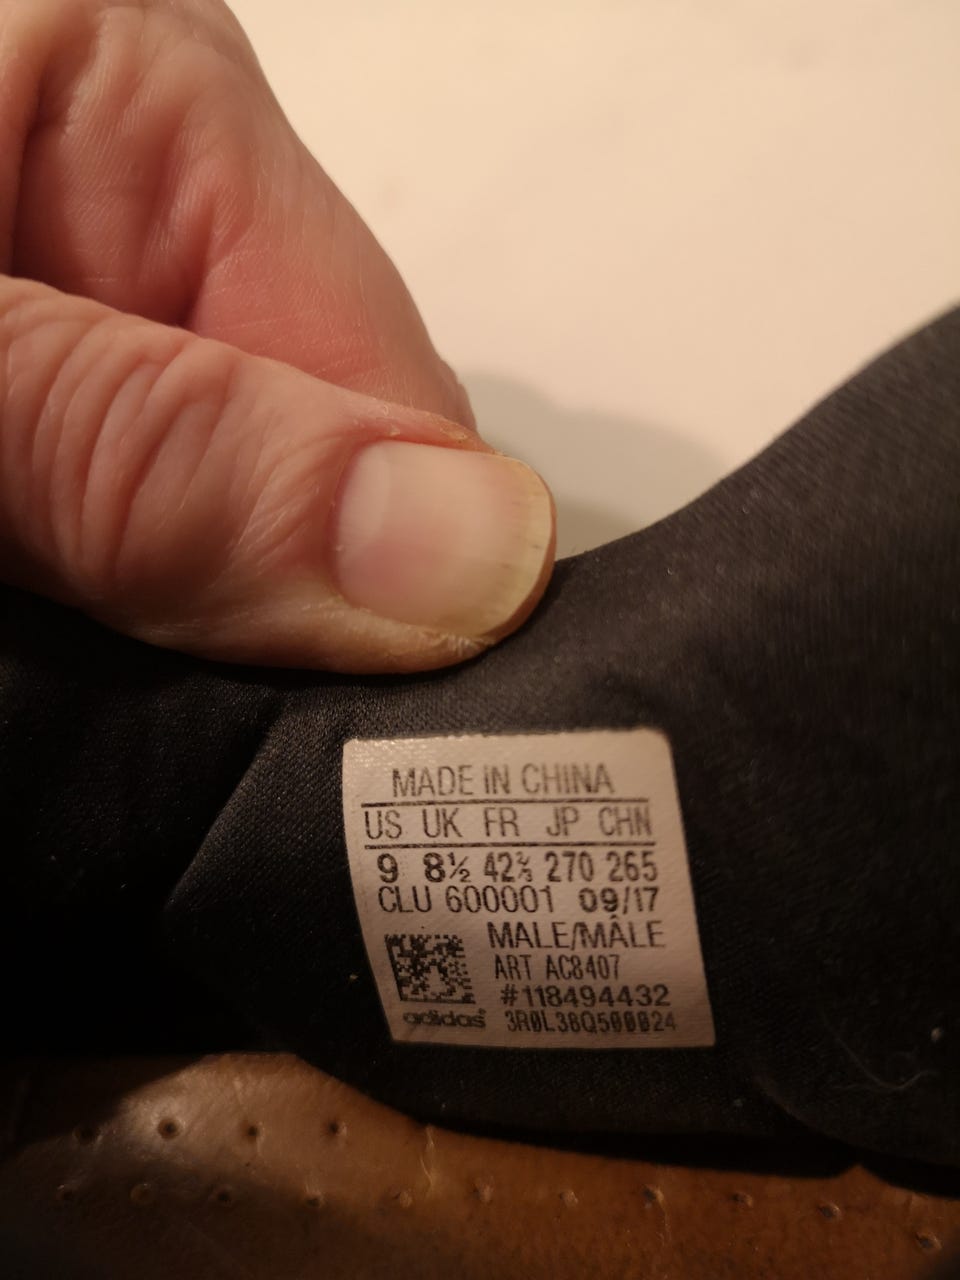 MADE IN CHINA
US UK FR JP CHN
9 8½ 42⅔ 270 265
CLU 600001 09/17
MALE/MÂLE
ART AC8407
#118494432
adidas 3R0L38Q500024